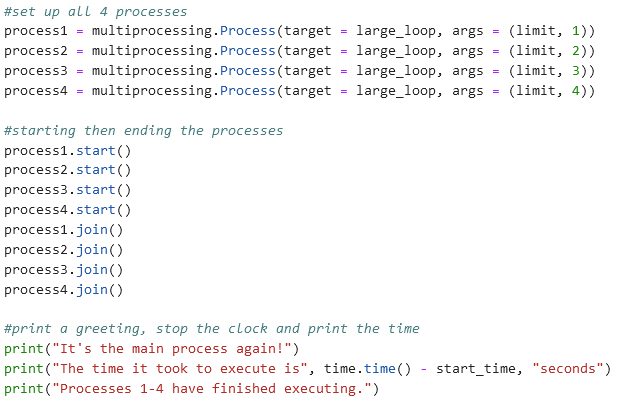 #set up all 4 processes
process1 = multiprocessing.Process(target = large_loop, args = (limit, 1))
process2 = multiprocessing.Process(target = large_loop, args = (limit, 2))
process3 = multiprocessing.Process(target = large_loop, args = (limit, 3))
process4 = multiprocessing.Process(target = large_loop, args = (limit, 4))

#starting then ending the processes
process1.start()
process2.start()
process3.start()
process4.start()
process1.join()
process2.join()
process3.join()
process4.join()

#print a greeting, stop the clock and print the time
print("It's the main process again!")
print("The time it took to execute is", time.time() - start_time, "seconds")
print("Processes 1-4 have finished executing.")